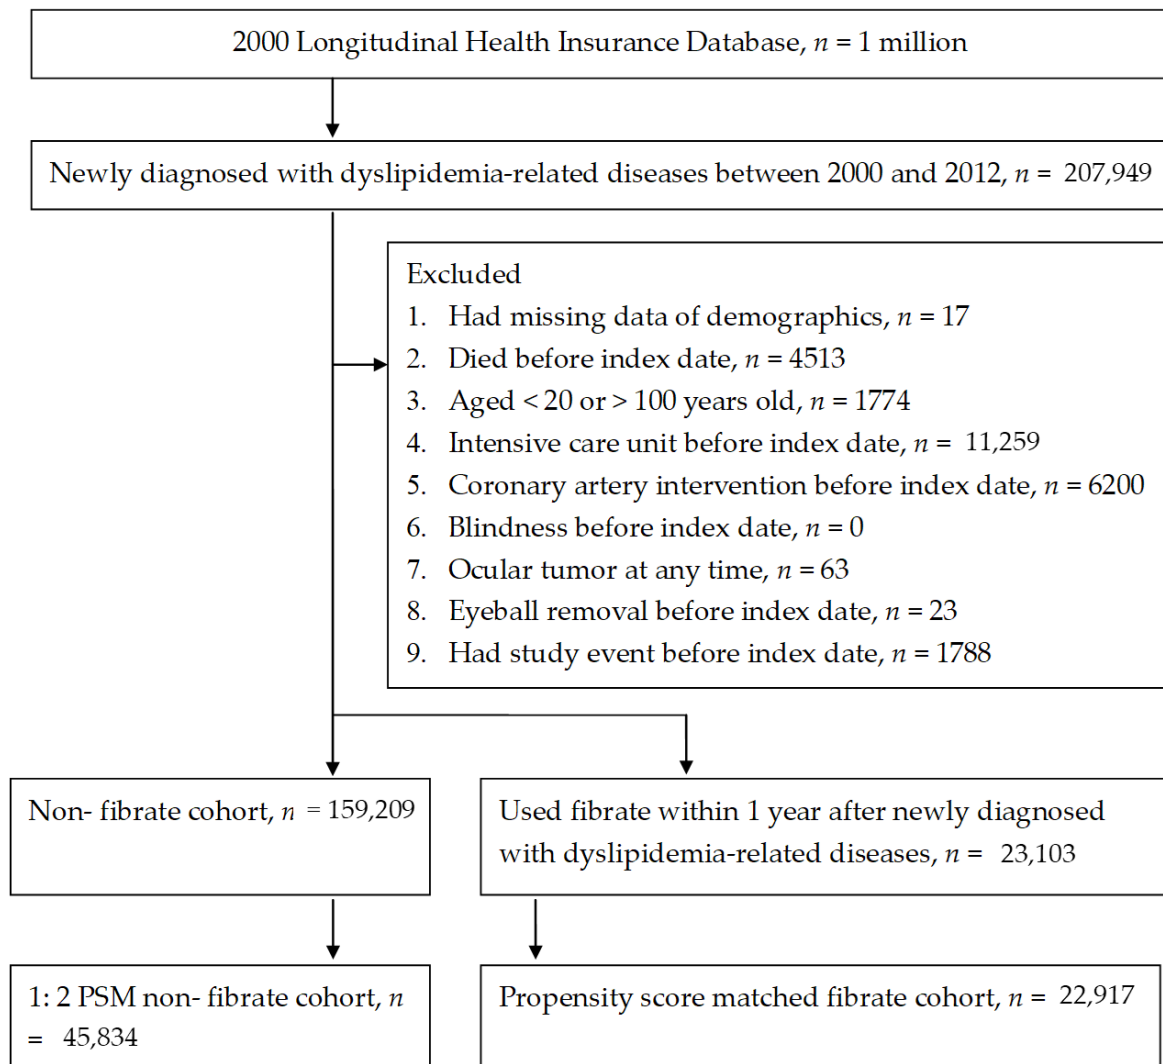 2000 Longitudinal Health Insurance Database, n = 1 million
Newly diagnosed with dyslipidemia-related diseases between 2000 and 2012, n = 207,949
Excluded
1. Had missing data of demographics, n = 17
2. Died before index date, n = 4513
3. Aged < 20 or > 100 years old, n = 1774
4. Intensive care unit before index date, n = 11,259
5. Coronary artery intervention before index date, n = 6200
6. Blindness before index date, n = 0
7. Ocular tumor at any time, n = 63
8. Eyeball removal before index date, n = 23
9. Had study event before index date, n = 1788
Non- fibrate cohort, n = 159,209
Used fibrate within 1 year after newly diagnosed
with dyslipidemia-related diseases, n = 23,103
1: 2 PSM non- fibrate cohort, n
= 45,834
Propensity score matched fibrate cohort, n = 22,917